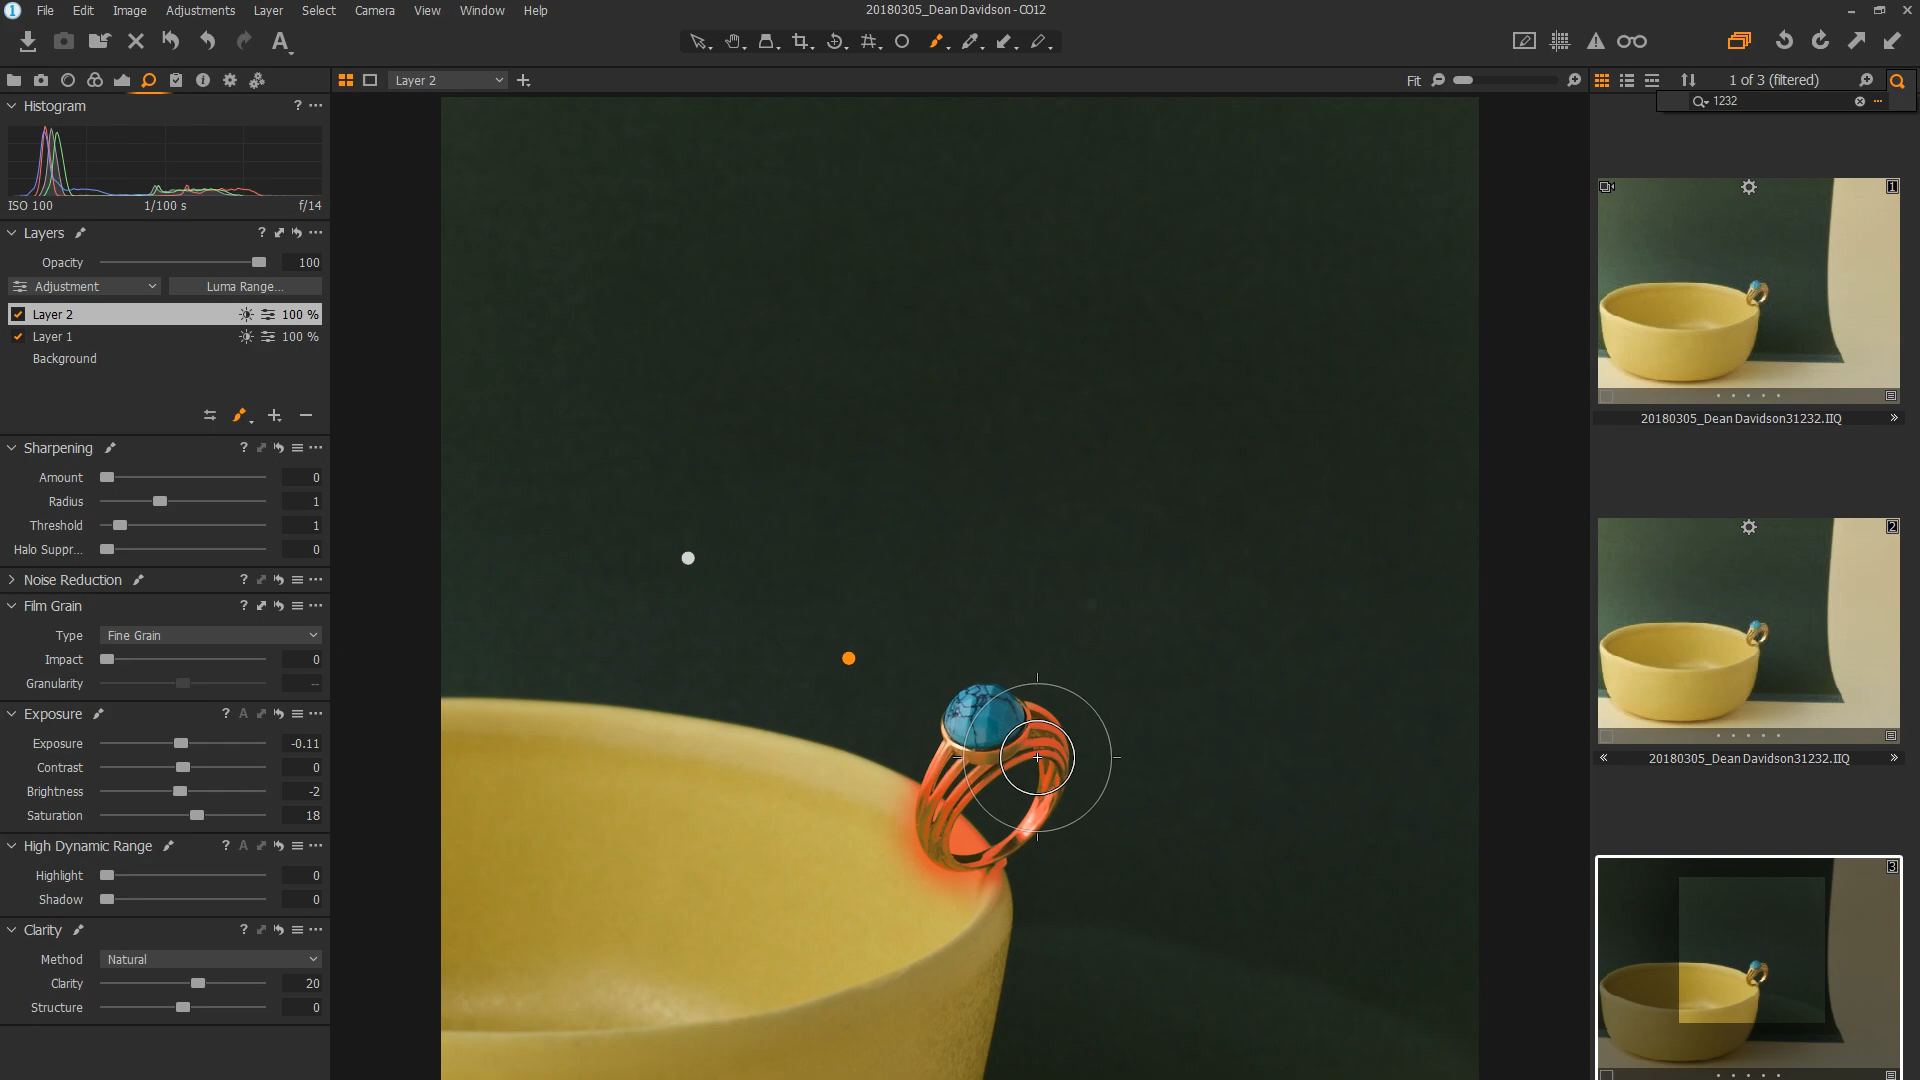 1 File Edit Image Adjustments Layer Select Camera View Window Help
20180305_Dean Davidson - CO12
A
Layer 2
Fit
1 of 3 (filtered)
1232
Histogram ?
ISO 100 1/100 s f/14
Layers ?
Opacity 100
Adjustment Luma Range...
Layer 2 100 %
Layer 1 100 %
Background
Sharpening ?
Amount 0
Radius 1
Threshold 1
Halo Suppr... 0
Noise Reduction ?
Film Grain ?
Type Fine Grain
Impact 0
Granularity --
Exposure ? A
Exposure -0.11
Contrast 0
Brightness -2
Saturation 18
High Dynamic Range ? A
Highlight 0
Shadow 0
Clarity ?
Method Natural
Clarity 20
Structure 0
1
20180305_Dean Davidson31232.IIQ
2
20180305_Dean Davidson31232.IIQ
3